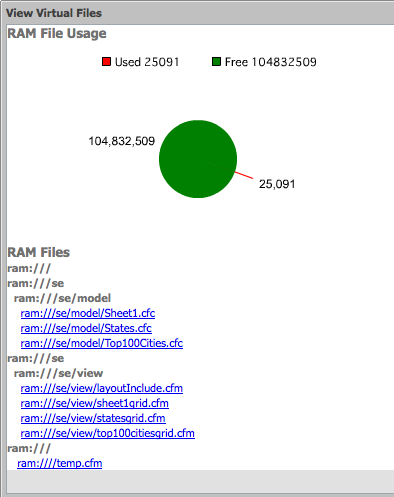 View Virtual Files
RAM File Usage
Used 25091 Free 104832509
104,832,509
25,091
RAM Files
ram:///
ram:///se
ram:///se/model
ram:///se/model/Sheet1.cfc
ram:///se/model/States.cfc
ram:///se/model/Top100Cities.cfc
ram:///se
ram:///se/view
ram:///se/view/layoutInclude.cfm
ram:///se/view/sheet1grid.cfm
ram:///se/view/statesgrid.cfm
ram:///se/view/top100citiesgrid.cfm
ram:///
ram:////temp.cfm